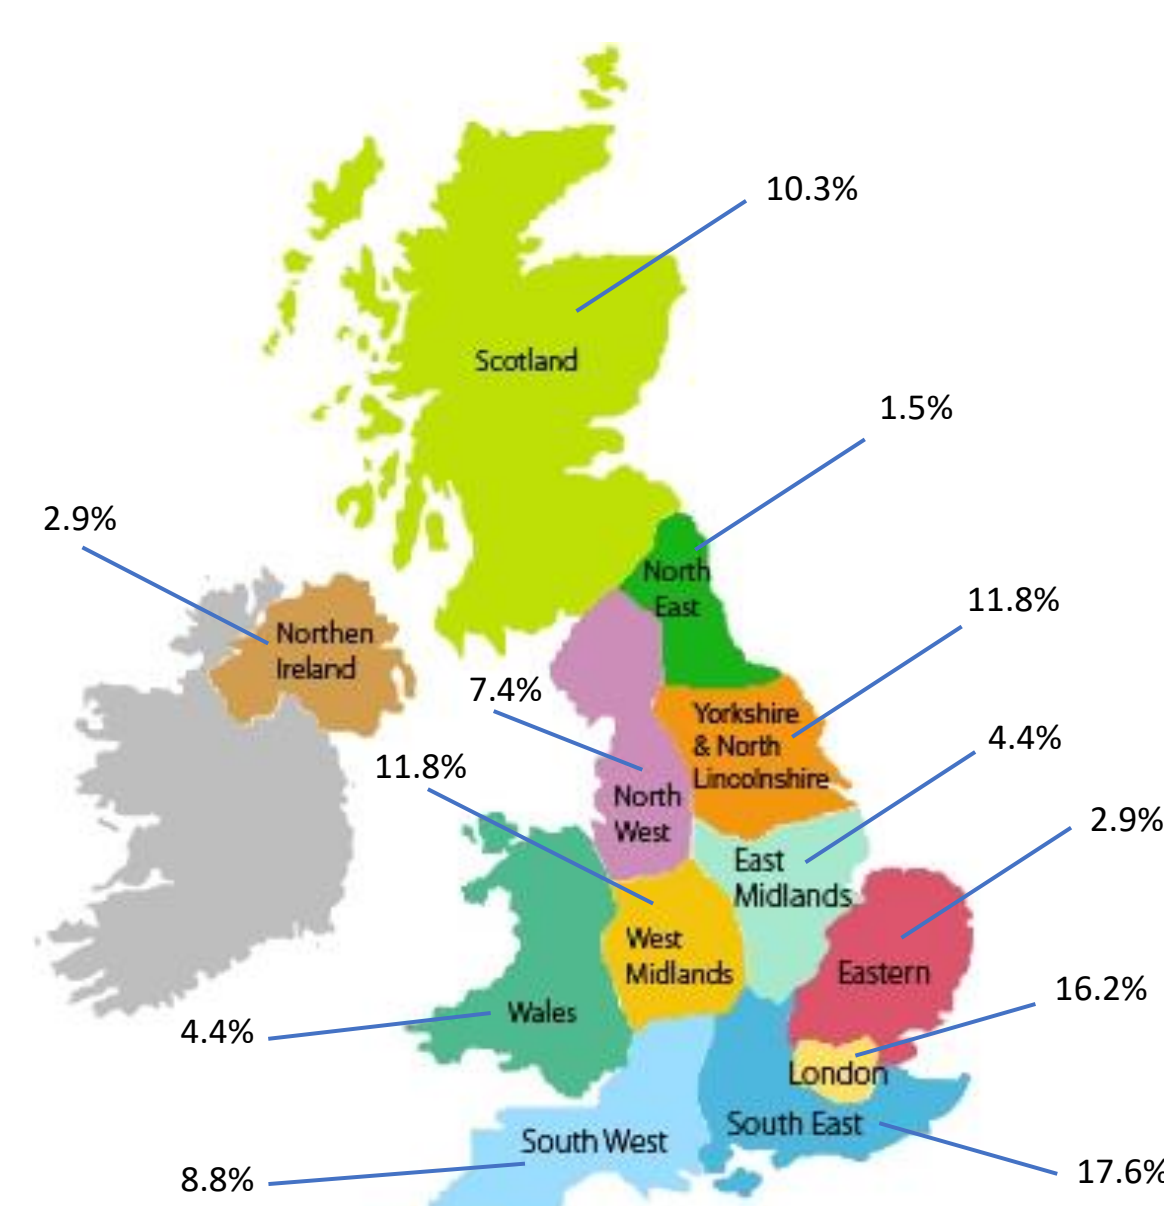 10.3%
Scotland
1.5%
2.9%
North
East
11.8%
Northen
Ireland
7.4%
Yorkshire
& North
Lincolnshire
4.4%
11.8%
North
West
2.9%
East
Midlands
West
Midlands
Eastern
16.2%
Wales
4.4%
London
South East
South West
17.6%
8.8%